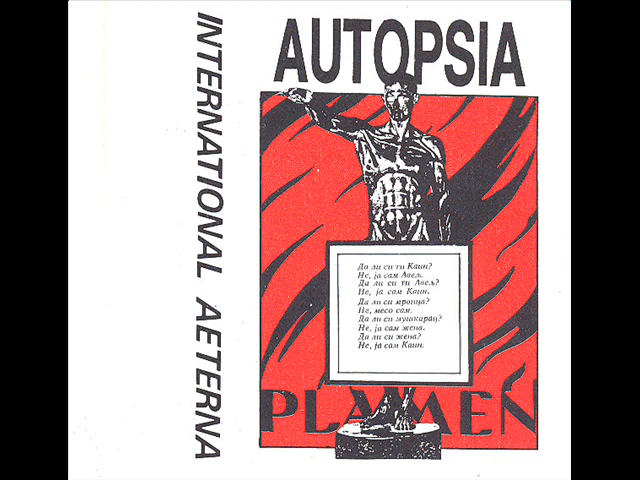 INTERNATIONAL AETERNA
AUTOPSIA
Да ли си ти Каин?
Не, ја сам Авељ.
Да ли си ти Авељ?
Не, ја сам Каин.
Да ли си мрошца?
Не, месо сам.
Да ли си мушкарац?
Не, ја сам жена.
Да ли си жена?
Не, ја сам Каин.
PLAMEN